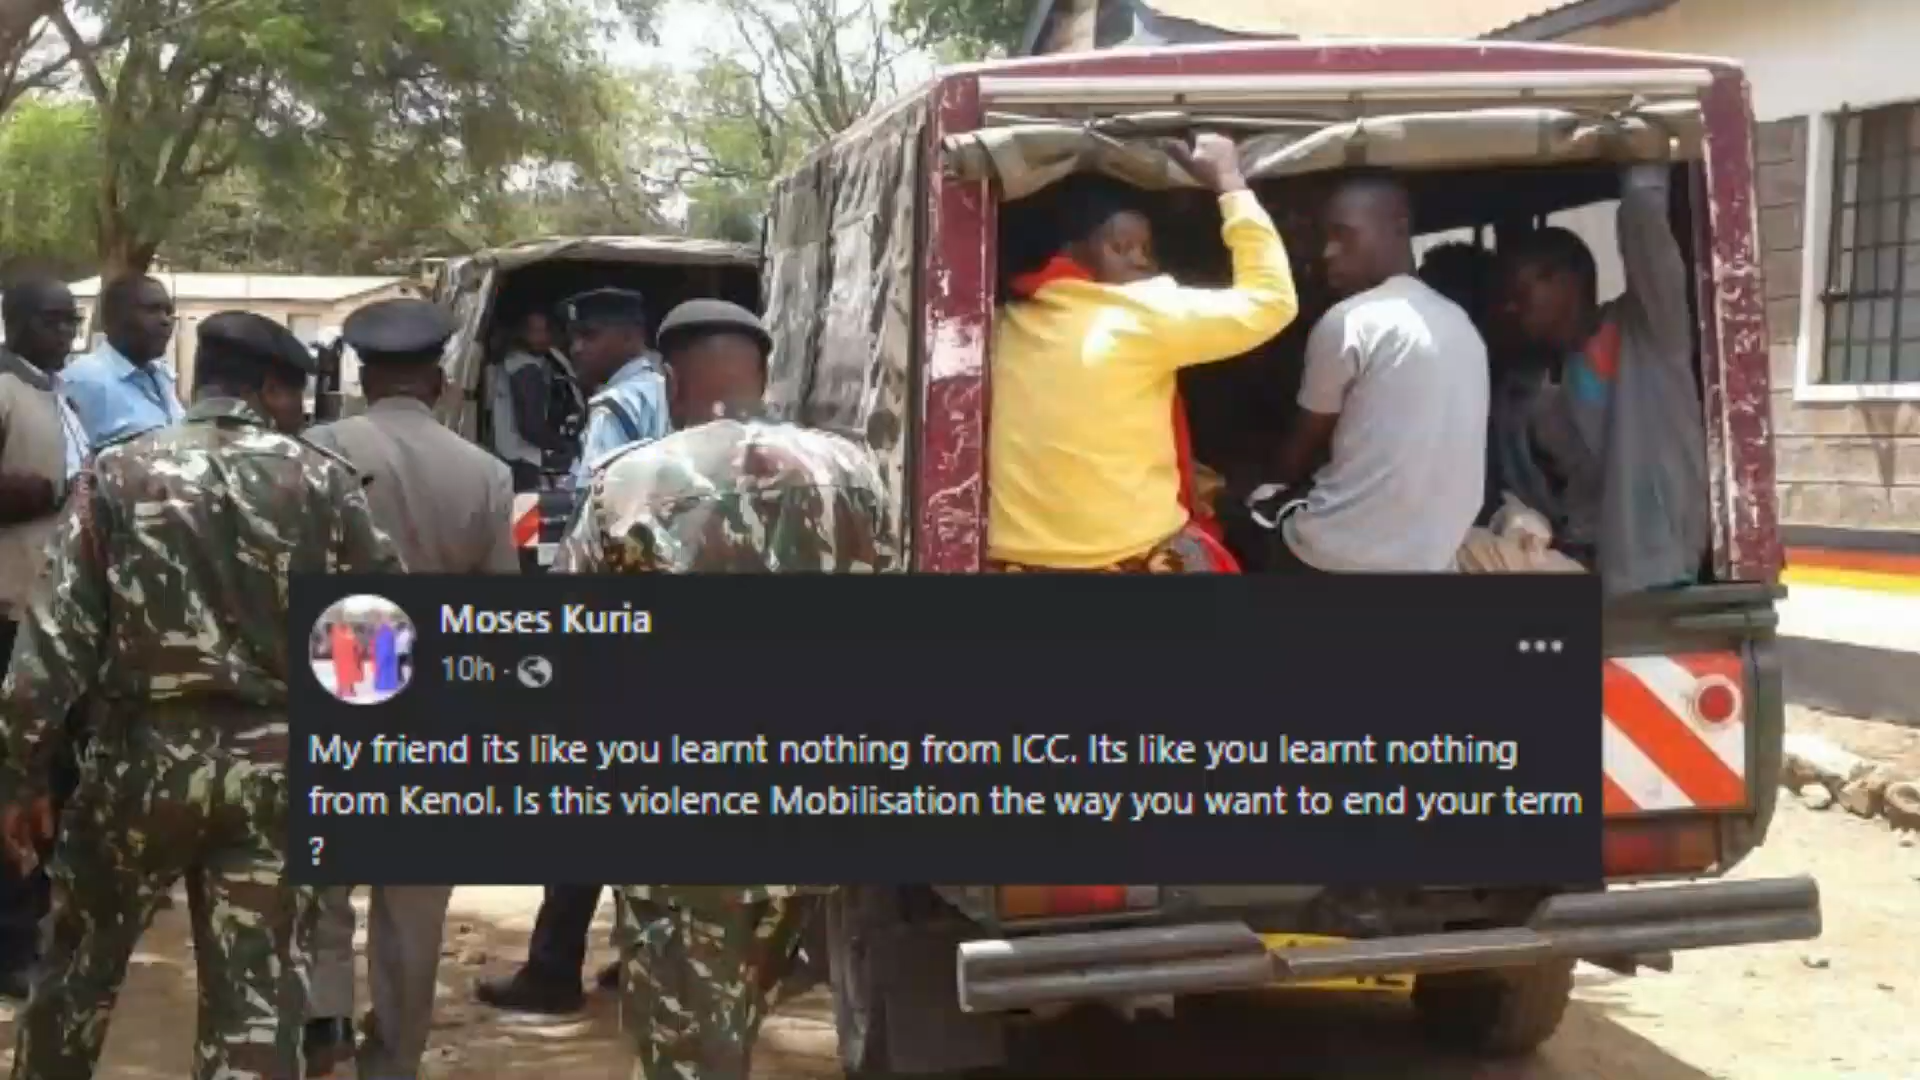 Moses Kuria
10h ·
My friend its like you learnt nothing from ICC. Its like you learnt nothing
from Kenol. Is this violence Mobilisation the way you want to end your term
?